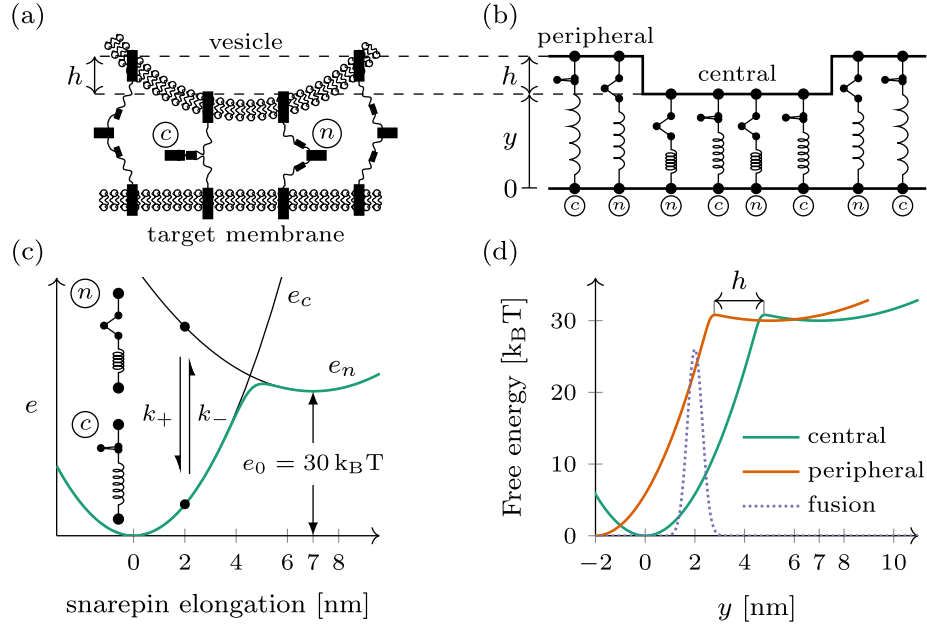 (a)
vesicle
h
c
n
target membrane
(b)
peripheral
central
h
y
0
c n n c n c n c
(c)
n
e_c
e_n
e
k_+ k_−
c
e_0 = 30 k_BT
0 2 4 6 7 8
snarepin elongation [nm]
(d)
h
Free energy [k_BT]
30
20
10
0
central
peripheral
fusion
−2 0 2 4 6 7 8 10
y [nm]